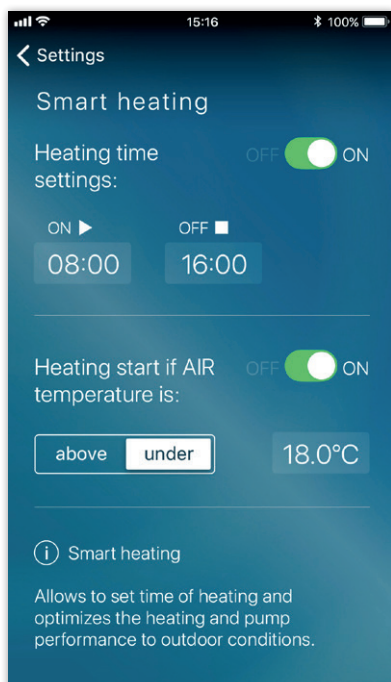 15:16
100%
Settings
Smart heating
Heating time
settings:
OFF ON
ON OFF
08:00 16:00
Heating start if AIR
temperature is:
OFF ON
above under 18.0°C
Smart heating
Allows to set time of heating and
optimizes the heating and pump
performance to outdoor conditions.